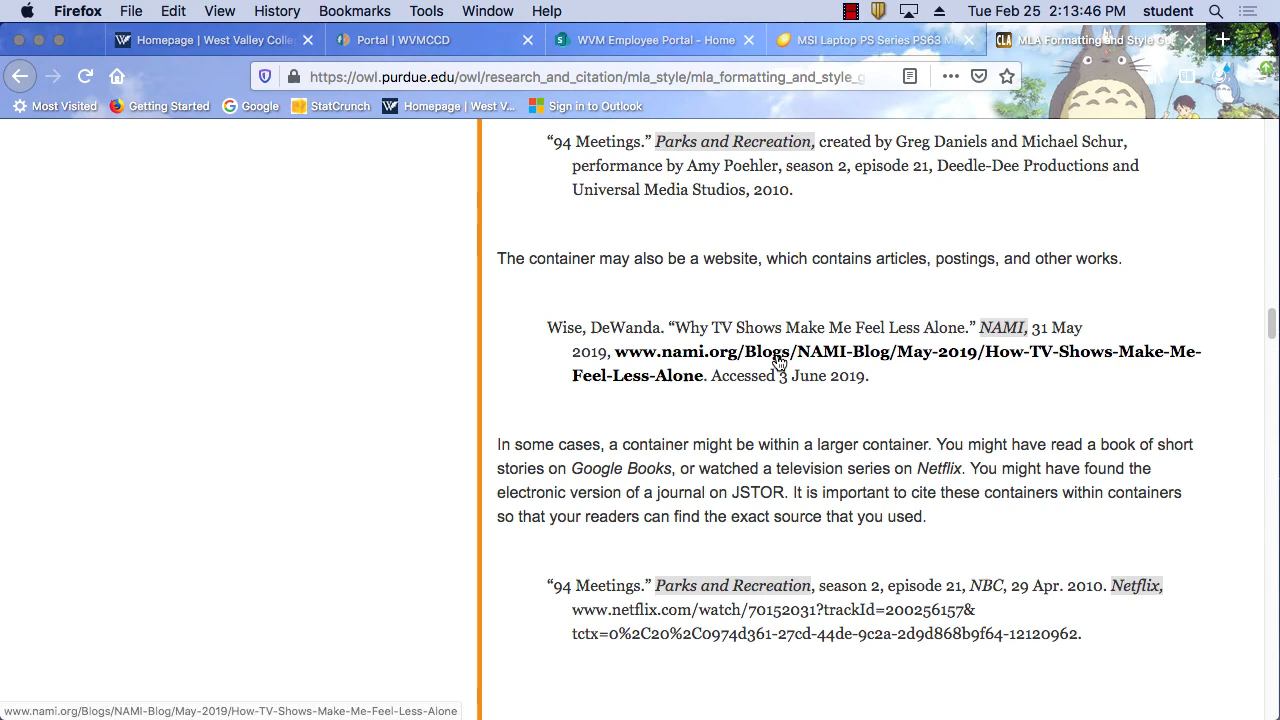 Firefox File Edit View History Bookmarks Tools Window Help Tue Feb 25 2:13:46 PM student
Homepage | West Valley Colle Portal | WVMCCD WVM Employee Portal - Home MSI Laptop PS Series PS63 M MLA Formatting and Style G
https://owl.purdue.edu/owl/research_and_citation/mla_style/mla_formatting_and_style_g
Most Visited Getting Started Google StatCrunch Homepage | West V... Sign in to Outlook
“94 Meetings.” Parks and Recreation, created by Greg Daniels and Michael Schur,
performance by Amy Poehler, season 2, episode 21, Deedle-Dee Productions and
Universal Media Studios, 2010.
The container may also be a website, which contains articles, postings, and other works.
Wise, DeWanda. “Why TV Shows Make Me Feel Less Alone.” NAMI, 31 May
2019, www.nami.org/Blogs/NAMI-Blog/May-2019/How-TV-Shows-Make-Me-
Feel-Less-Alone. Accessed 3 June 2019.
In some cases, a container might be within a larger container. You might have read a book of short
stories on Google Books, or watched a television series on Netflix. You might have found the
electronic version of a journal on JSTOR. It is important to cite these containers within containers
so that your readers can find the exact source that you used.
“94 Meetings.” Parks and Recreation, season 2, episode 21, NBC, 29 Apr. 2010. Netflix,
www.netflix.com/watch/70152031?trackId=200256157&
tctx=0%2C20%2C0974d361-27cd-44de-9c2a-2d9d868b9f64-12120962.
www.nami.org/Blogs/NAMI-Blog/May-2019/How-TV-Shows-Make-Me-Feel-Less-Alone